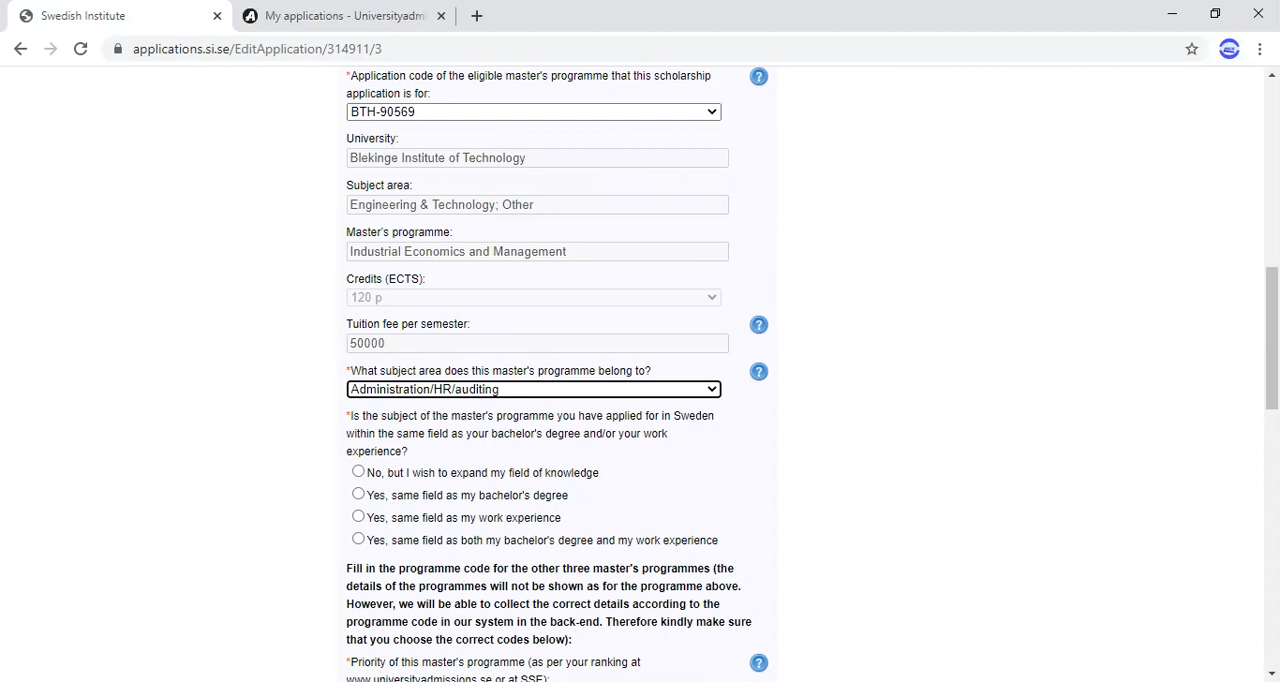 Swedish Institute
My applications - Universityadmi
applications.si.se/EditApplication/314911/3
*Application code of the eligible master's programme that this scholarship
application is for:
BTH-90569
University:
Blekinge Institute of Technology
Subject area:
Engineering & Technology; Other
Master's programme:
Industrial Economics and Management
Credits (ECTS):
120 p
Tuition fee per semester:
50000
*What subject area does this master's programme belong to?
Administration/HR/auditing
*Is the subject of the master's programme you have applied for in Sweden
within the same field as your bachelor's degree and/or your work
experience?
No, but I wish to expand my field of knowledge
Yes, same field as my bachelor's degree
Yes, same field as my work experience
Yes, same field as both my bachelor's degree and my work experience
Fill in the programme code for the other three master's programmes (the
details of the programmes will not be shown as for the programme above.
However, we will be able to collect the correct details according to the
programme code in our system in the back-end. Therefore kindly make sure
that you choose the correct codes below):
*Priority of this master's programme (as per your ranking at
www.universityadmissions.se or at SSE):